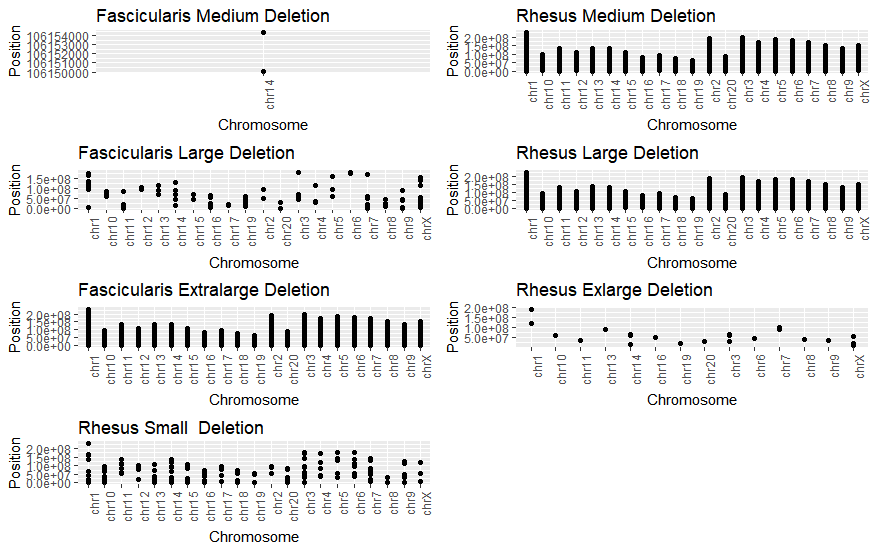 Fascicularis Medium Deletion
Position
106154000
106153000
106152000
106151000
106150000
chr14
Chromosome
Rhesus Medium Deletion
Position
2.0e+08
1.5e+08
1.0e+08
5.0e+07
0.0e+00
chr1 chr10 chr11 chr12 chr13 chr14 chr15 chr16 chr17 chr18 chr19 chr2 chr20 chr3 chr4 chr5 chr6 chr7 chr8 chr9 chrX
Chromosome
Fascicularis Large Deletion
Position
1.5e+08
1.0e+08
5.0e+07
0.0e+00
chr1 chr10 chr11 chr12 chr13 chr14 chr15 chr16 chr17 chr19 chr2 chr20 chr3 chr4 chr5 chr6 chr7 chr8 chr9 chrX
Chromosome
Rhesus Large Deletion
Position
2.0e+08
1.5e+08
1.0e+08
5.0e+07
0.0e+00
chr1 chr10 chr11 chr12 chr13 chr14 chr15 chr16 chr17 chr18 chr19 chr2 chr20 chr3 chr4 chr5 chr6 chr7 chr8 chr9 chrX
Chromosome
Fascicularis Extralarge Deletion
Position
2.0e+08
1.5e+08
1.0e+08
5.0e+07
0.0e+00
chr1 chr10 chr11 chr12 chr13 chr14 chr15 chr16 chr17 chr18 chr19 chr2 chr20 chr3 chr4 chr5 chr6 chr7 chr8 chr9 chrX
Chromosome
Rhesus Exlarge Deletion
Position
2.0e+08
1.5e+08
1.0e+08
5.0e+07
chr1 chr10 chr11 chr13 chr14 chr16 chr19 chr20 chr3 chr6 chr7 chr8 chr9 chrX
Chromosome
Rhesus Small  Deletion
Position
2.0e+08
1.5e+08
1.0e+08
5.0e+07
0.0e+00
chr1 chr10 chr11 chr12 chr13 chr14 chr15 chr16 chr17 chr18 chr19 chr2 chr20 chr3 chr4 chr5 chr6 chr7 chr8 chr9 chrX
Chromosome